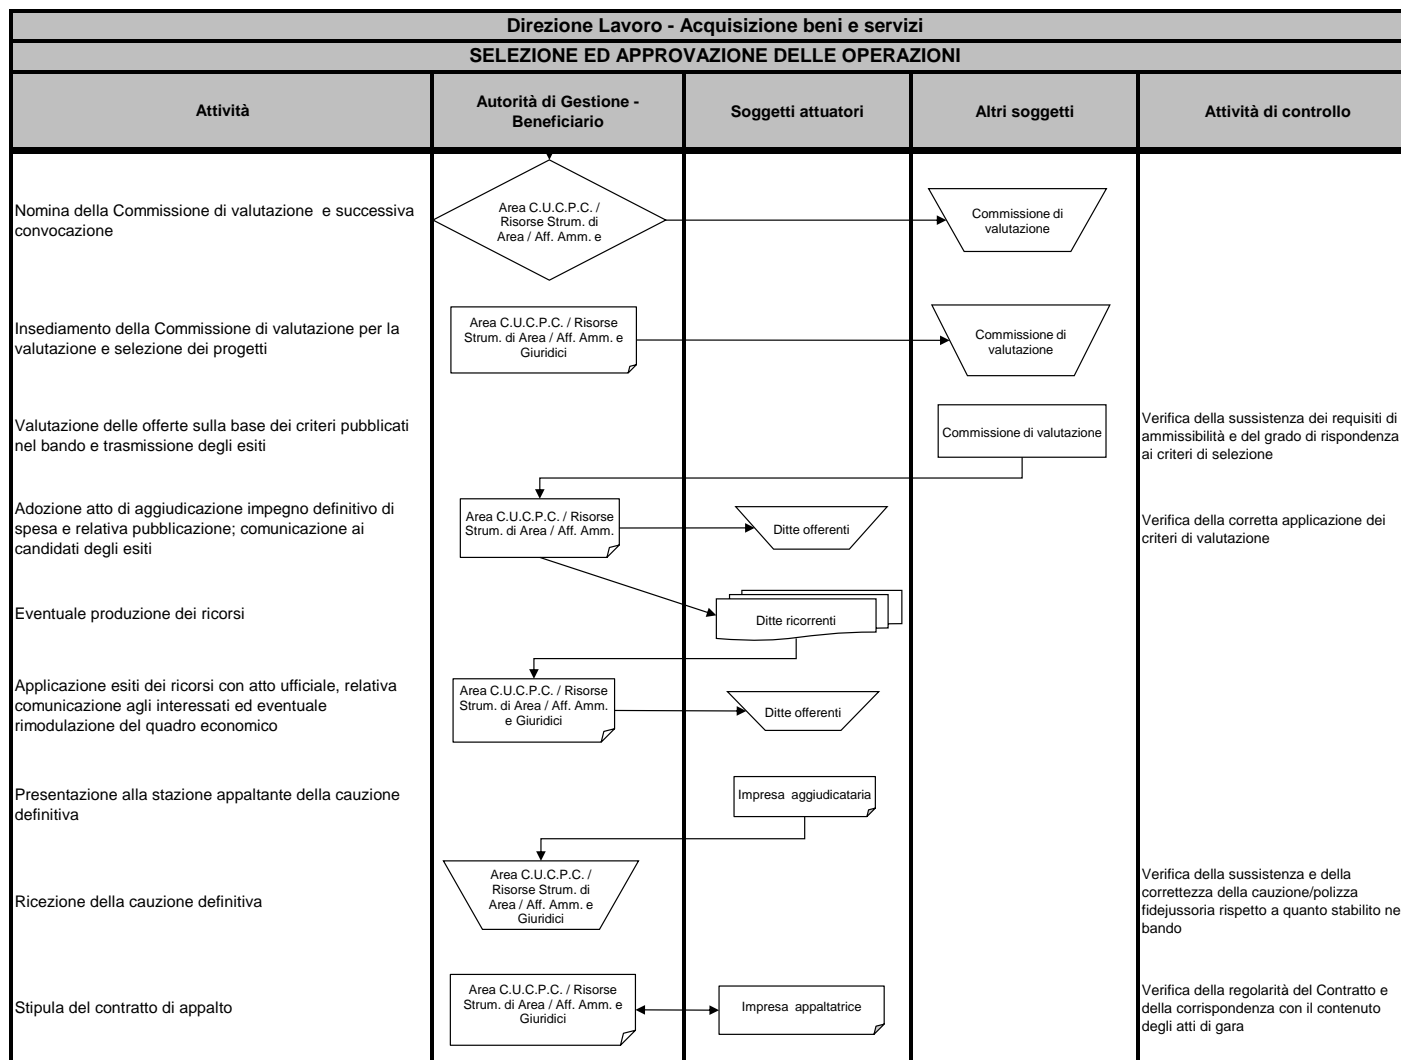 Direzione Lavoro - Acquisizione beni e servizi
SELEZIONE ED APPROVAZIONE DELLE OPERAZIONI
Attività
Autorità di Gestione -
Beneficiario
Soggetti attuatori
Altri soggetti
Attività di controllo
Nomina della Commissione di valutazione e successiva
convocazione
Area C.U.C.P.C. /
Risorse Strum. di
Area / Aff. Amm. e
Commissione di
valutazione
Insediamento della Commissione di valutazione per la
valutazione e selezione dei progetti
Area C.U.C.P.C. / Risorse
Strum. di Area / Aff. Amm. e
Giuridici
Commissione di
valutazione
Valutazione delle offerte sulla base dei criteri pubblicati
nel bando e trasmissione degli esiti
Commissione di valutazione
Verifica della sussistenza dei requisiti di
ammissibilità e del grado di rispondenza
ai criteri di selezione
Adozione atto di aggiudicazione impegno definitivo di
spesa e relativa pubblicazione; comunicazione ai
candidati degli esiti
Area C.U.C.P.C. / Risorse
Strum. di Area / Aff. Amm.
Ditte offerenti
Verifica della corretta applicazione dei
criteri di valutazione
Eventuale produzione dei ricorsi
Ditte ricorrenti
Applicazione esiti dei ricorsi con atto ufficiale, relativa
comunicazione agli interessati ed eventuale
rimodulazione del quadro economico
Area C.U.C.P.C. / Risorse
Strum. di Area / Aff. Amm.
e Giuridici
Ditte offerenti
Presentazione alla stazione appaltante della cauzione
definitiva
Impresa aggiudicataria
Ricezione della cauzione definitiva
Area C.U.C.P.C. /
Risorse Strum. di
Area / Aff. Amm. e
Giuridici
Verifica della sussistenza e della
correttezza della cauzione/polizza
fidejussoria rispetto a quanto stabilito ne
bando
Stipula del contratto di appalto
Area C.U.C.P.C. / Risorse
Strum. di Area / Aff. Amm. e
Giuridici
Impresa appaltatrice
Verifica della regolarità del Contratto e
della corrispondenza con il contenuto
degli atti di gara